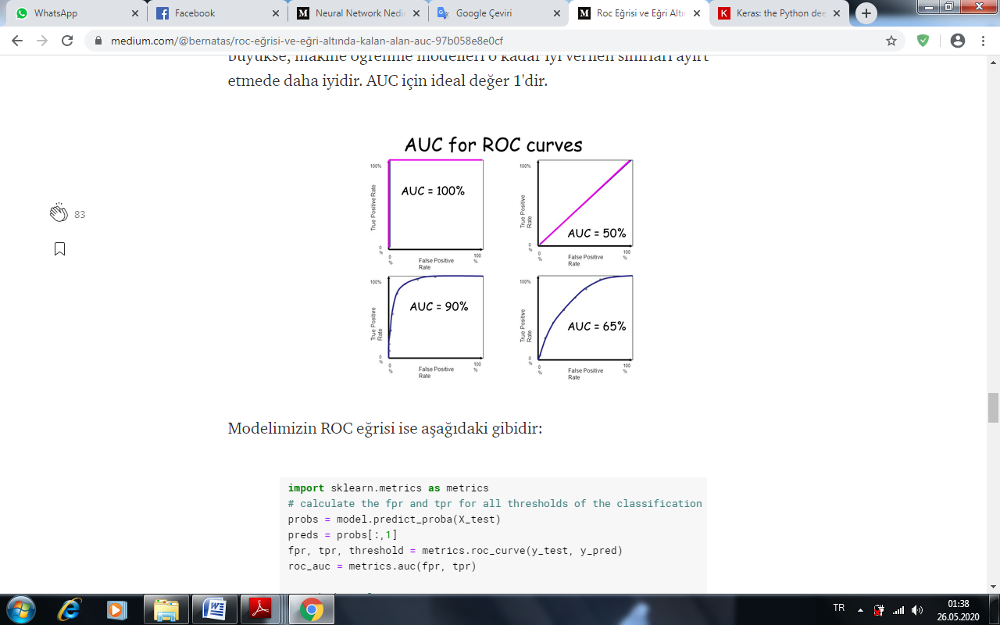 WhatsApp
Facebook
Neural Network Nedir
Google Çeviri
Roc Eğrisi ve Eğri Altı
Keras: the Python dee
medium.com/@bernatas/roc-eğrisi-ve-eğri-altında-kalan-alan-auc-97b058e8e0cf
büyükse, makine öğrenme modelleri o kadar iyi verilen sınıfları ayırt
etmede daha iyidir. AUC için ideal değer 1'dir.
AUC for ROC curves
100%
True Positive Rate
AUC = 100%
0
%
0
%
False Positive
Rate
100
%
100%
True Positive
Rate
AUC = 50%
0
%
0
%
False Positive
Rate
100
%
83
100%
True Positive
Rate
AUC = 90%
0
%
0
%
False Positive
Rate
100
%
100%
True Positive
Rate
AUC = 65%
0
%
0
%
False Positive
Rate
100
%
Modelimizin ROC eğrisi ise aşağıdaki gibidir:
import sklearn.metrics as metrics
# calculate the fpr and tpr for all thresholds of the classification
probs = model.predict_proba(X_test)
preds = probs[:,1]
fpr, tpr, threshold = metrics.roc_curve(y_test, y_pred)
roc_auc = metrics.auc(fpr, tpr)
TR
01:38
26.05.2020